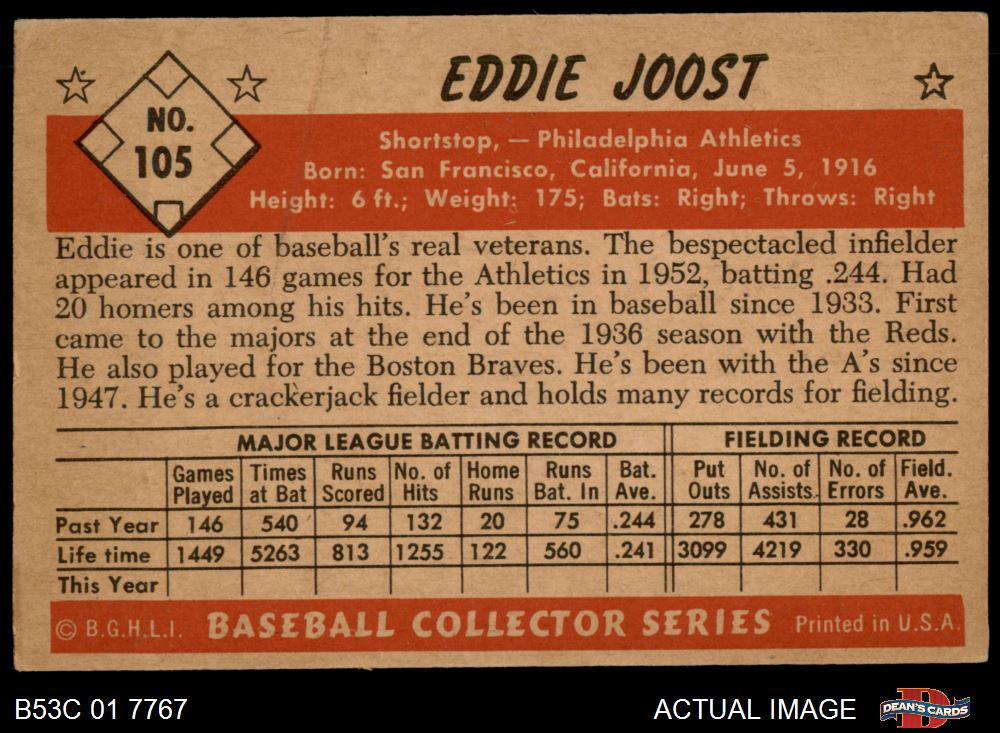 EDDIE JOOST
NO.
105
Shortstop, — Philadelphia Athletics
Born: San Francisco, California, June 5, 1916
Height: 6 ft.; Weight: 175; Bats: Right; Throws: Right
Eddie is one of baseball's real veterans. The bespectacled infielder
appeared in 146 games for the Athletics in 1952, batting .244. Had
20 homers among his hits. He's been in baseball since 1933. First
came to the majors at the end of the 1936 season with the Reds.
He also played for the Boston Braves. He's been with the A's since
1947. He's a crackerjack fielder and holds many records for fielding.
MAJOR LEAGUE BATTING RECORD FIELDING RECORD
Games Times Runs No. of Home Runs Bat. Put No. of No. of Field.
Played at Bat Scored Hits Runs Bat. In Ave. Outs Assists. Errors Ave.
Past Year 146 540 94 132 20 75 .244 278 431 28 .962
Life time 1449 5263 813 1255 122 560 .241 3099 4219 330 .959
This Year
© B.G.H.L.I. BASEBALL COLLECTOR SERIES Printed in U.S.A.
B53C 01 7767 ACTUAL IMAGE DEAN'S CARDS